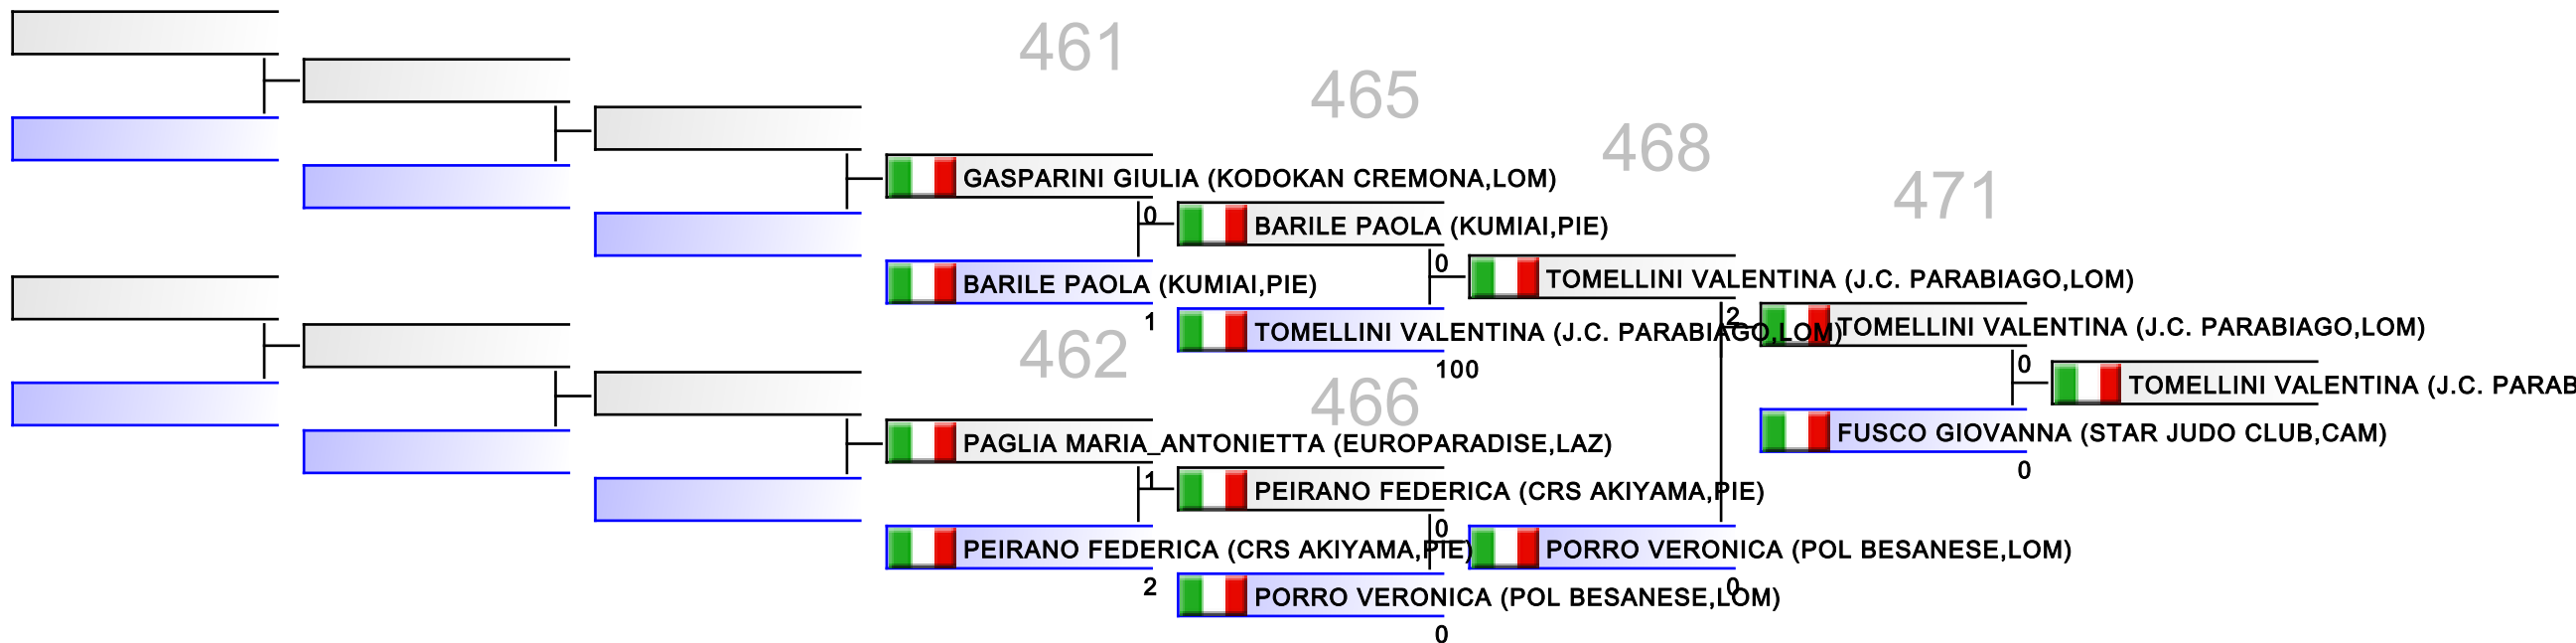 461
465
468
471
GASPARINI GIULIA (KODOKAN CREMONA,LOM)
0
BARILE PAOLA (KUMIAI,PIE)
0
BARILE PAOLA (KUMIAI,PIE)
1
TOMELLINI VALENTINA (J.C. PARABIAGO,LOM)
2
TOMELLINI VALENTINA (J.C. PARABIAGO,LOM)
100
TOMELLINI VALENTINA (J.C. PARABIAGO,LOM)
0
462
466
TOMELLINI VALENTINA (J.C. PARAB
PAGLIA MARIA_ANTONIETTA (EUROPARADISE,LAZ)
1
FUSCO GIOVANNA (STAR JUDO CLUB,CAM)
0
PEIRANO FEDERICA (CRS AKIYAMA,PIE)
0
PEIRANO FEDERICA (CRS AKIYAMA,PIE)
2
PORRO VERONICA (POL BESANESE,LOM)
0
PORRO VERONICA (POL BESANESE,LOM)
0